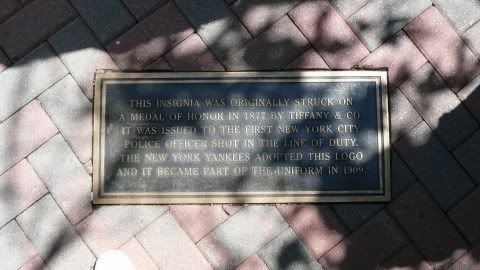 THIS INSIGNIA WAS ORIGINALLY STRUCK ON
A MEDAL OF HONOR IN 1877 BY TIFFANY & CO.
IT WAS ISSUED TO THE FIRST NEW YORK CITY
POLICE OFFICER SHOT IN THE LINE OF DUTY.
THE NEW YORK YANKEES ADOPTED THIS LOGO
AND IT BECAME PART OF THE UNIFORM IN 1909.